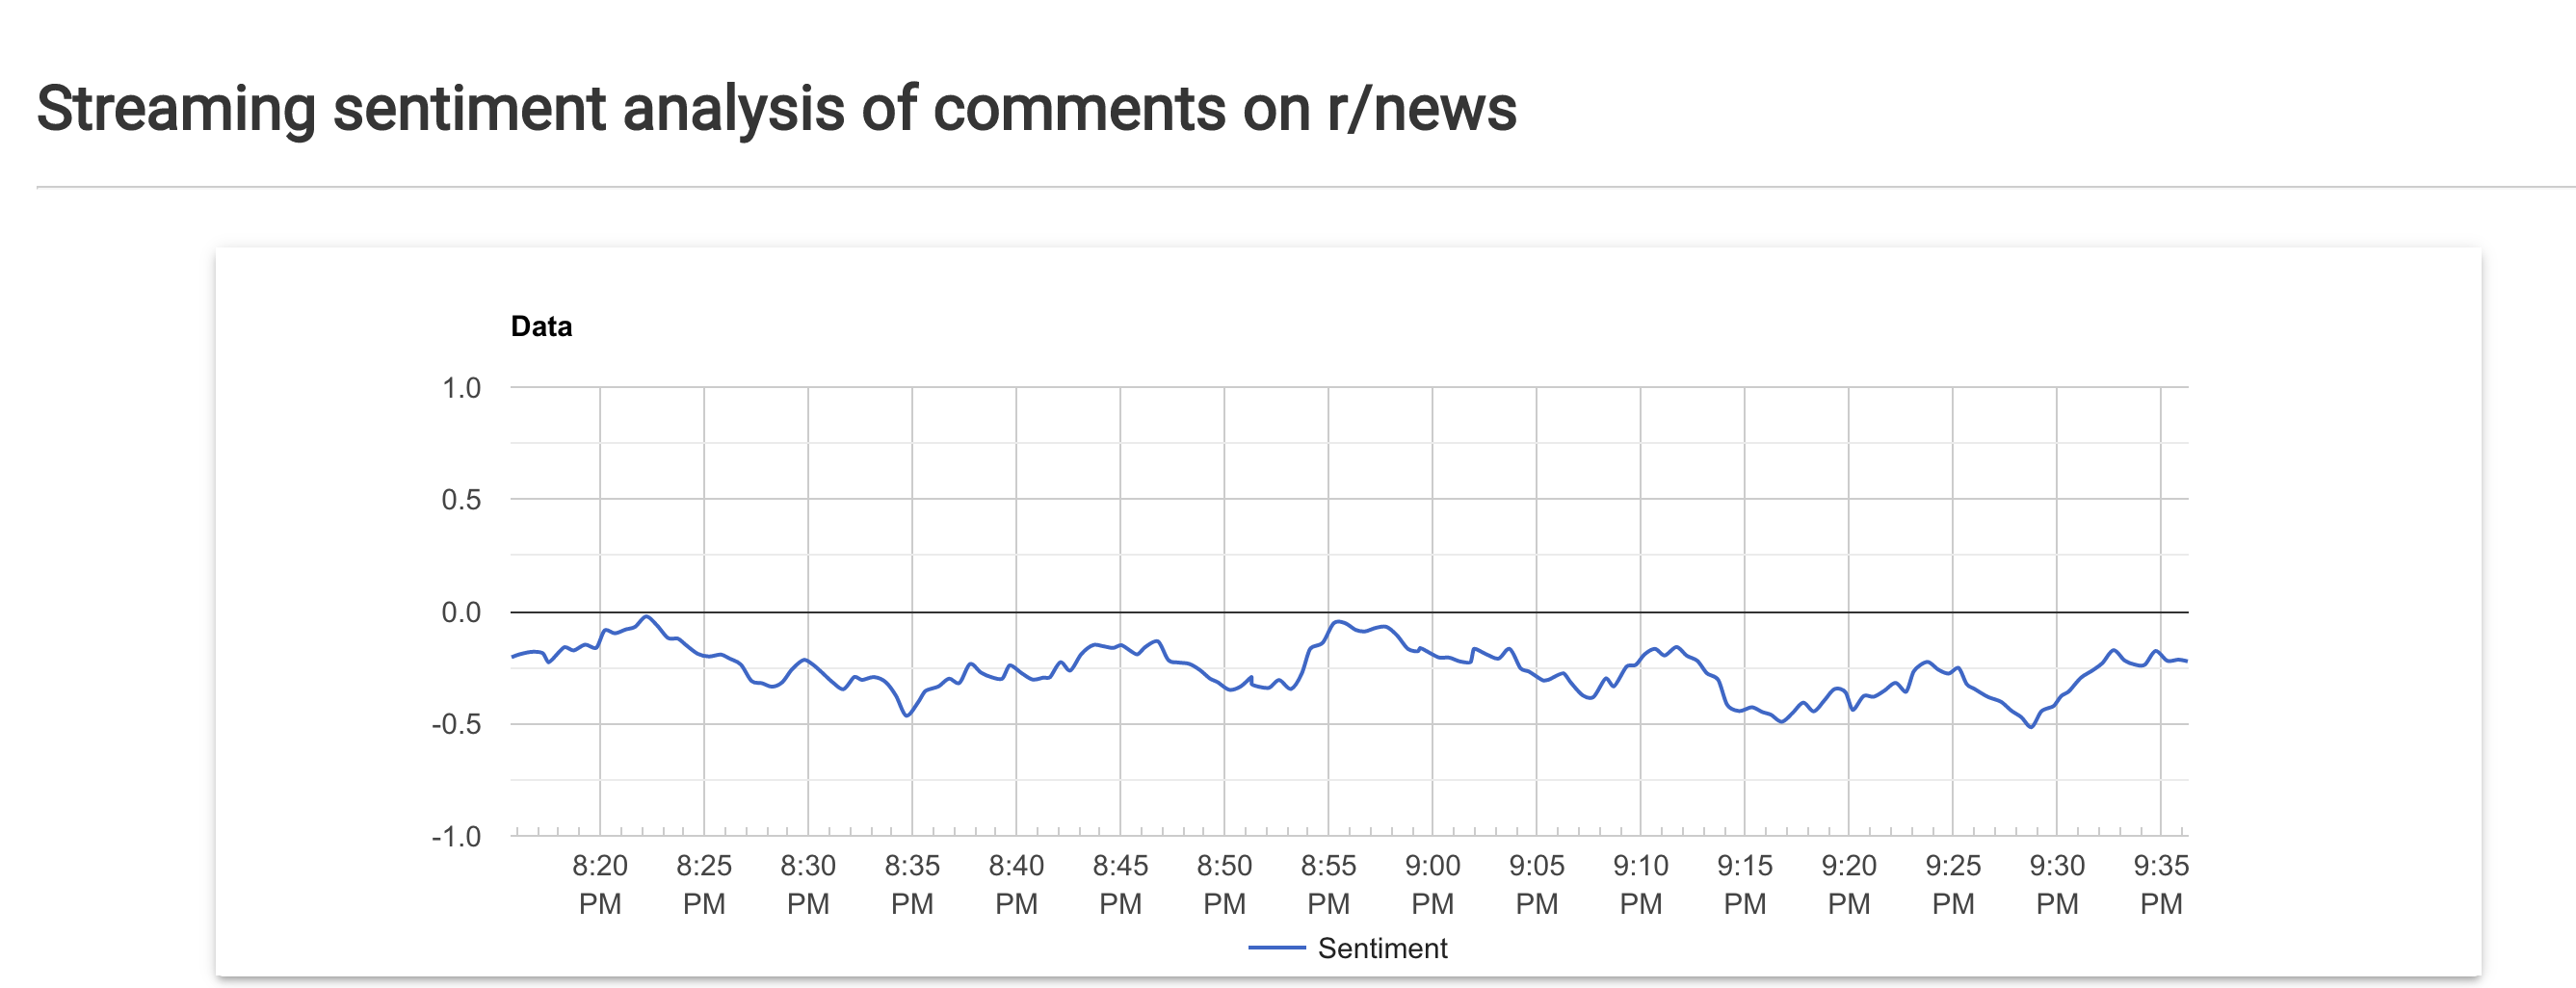 Streaming sentiment analysis of comments on r/news
Data
1.0
0.5
0.0
-0.5
-1.0
8:20 PM
8:25 PM
8:30 PM
8:35 PM
8:40 PM
8:45 PM
8:50 PM
8:55 PM
9:00 PM
9:05 PM
9:10 PM
9:15 PM
9:20 PM
9:25 PM
9:30 PM
9:35 PM
Sentiment